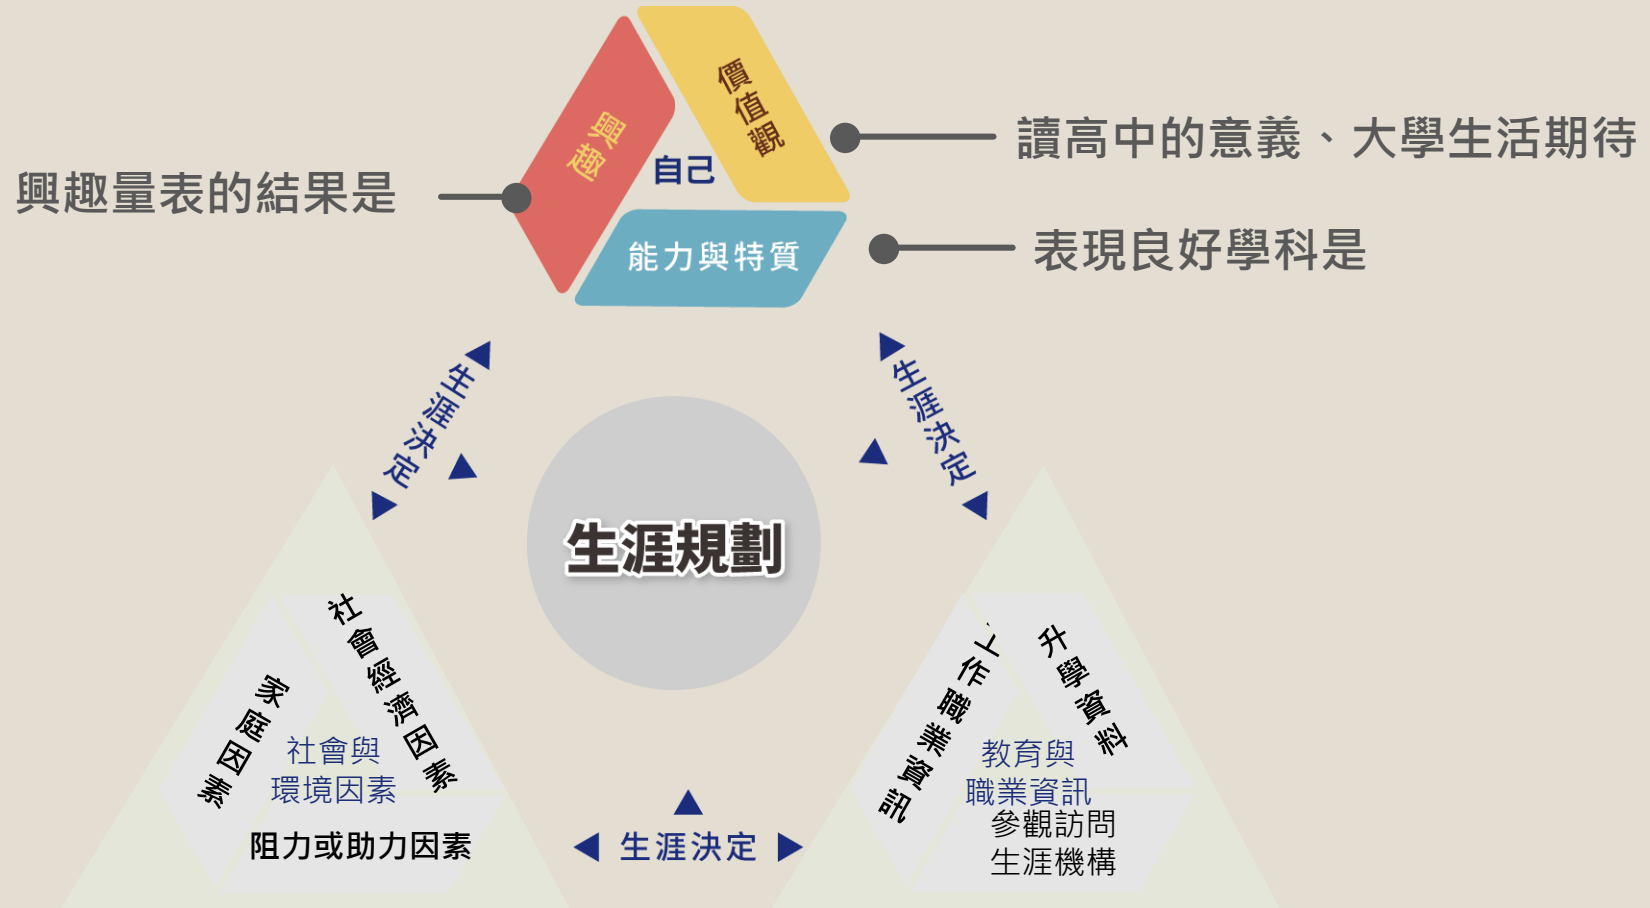 價值觀
興趣
自己
能力與特質
讀高中的意義、大學生活期待
興趣量表的結果是
表現良好學科是
生涯決定
生涯決定
生涯規劃
社會經濟因素
家庭因素
社會與
環境因素
阻力或助力因素
工作職業資訊
升學資料
教育與
職業資訊
參觀訪問
生涯機構
生涯決定